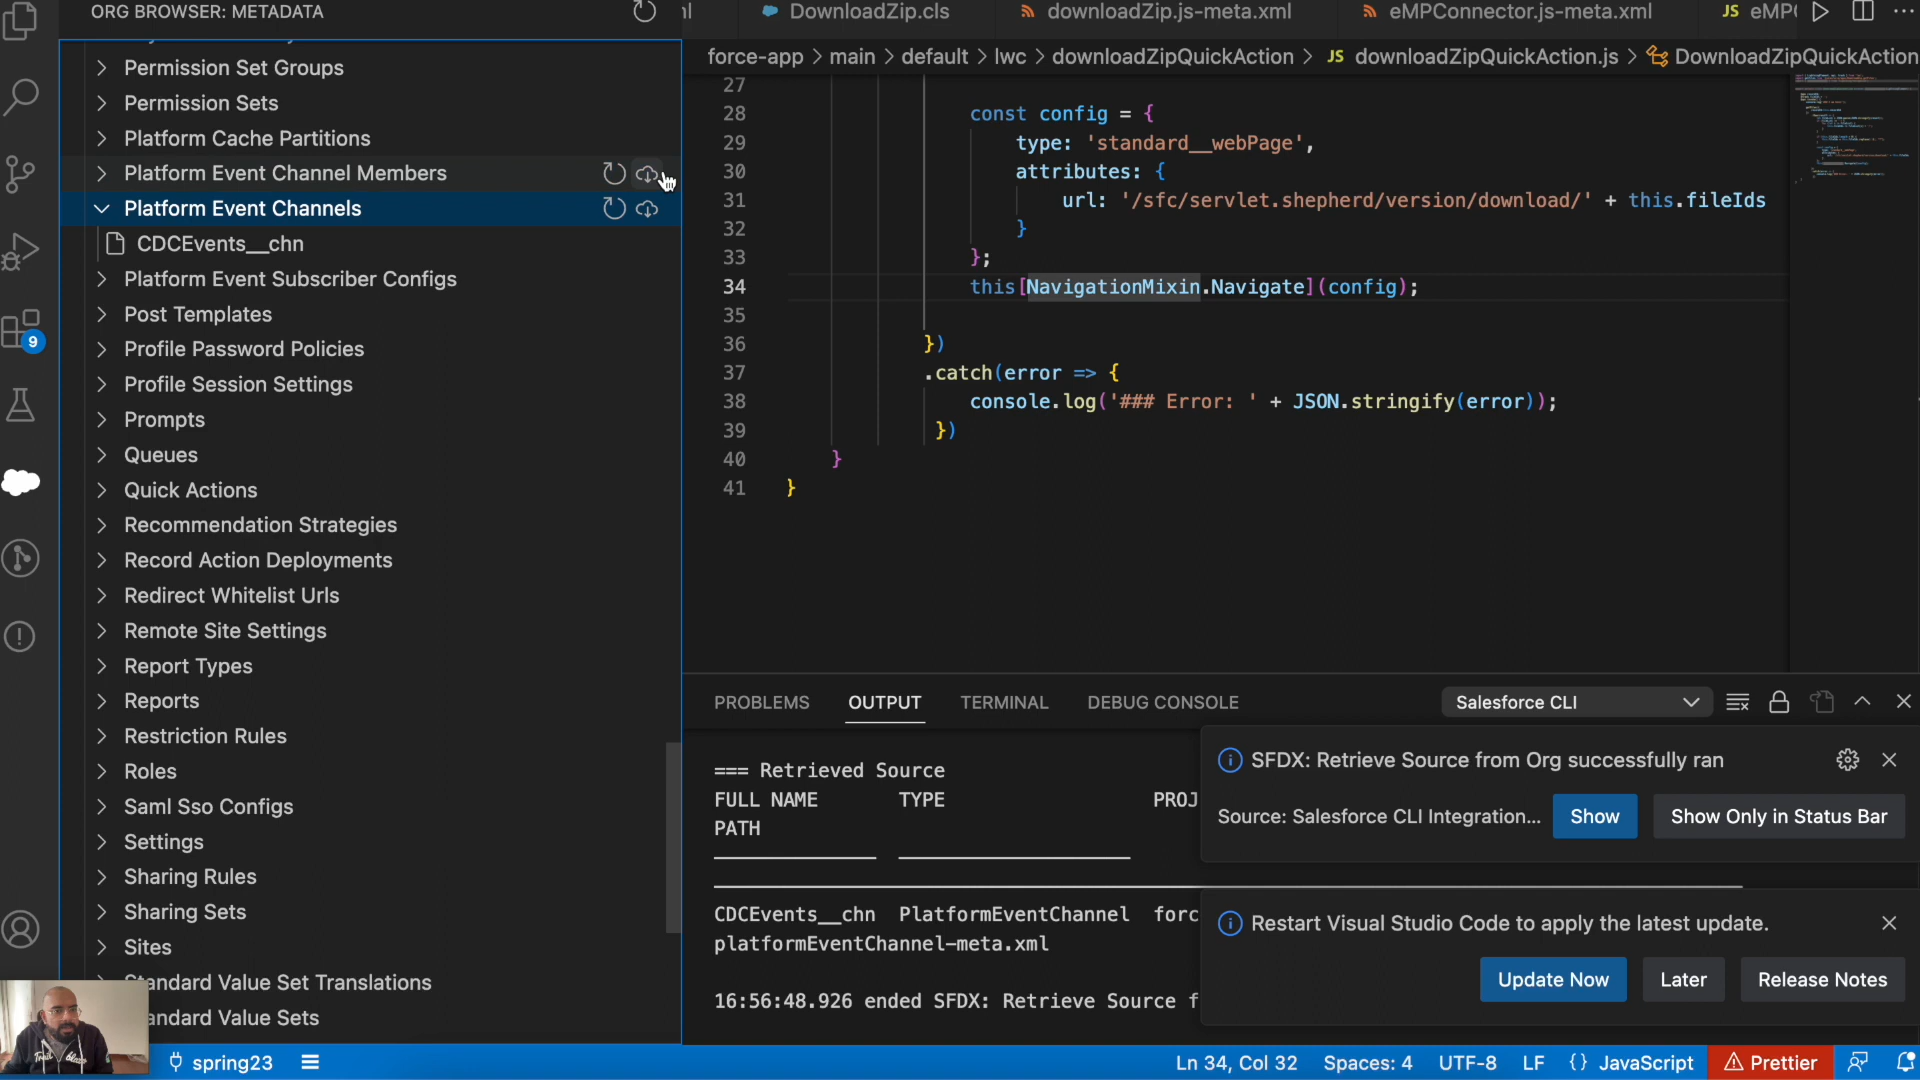 ORG BROWSER: METADATA
Permission Set Groups
Permission Sets
Platform Cache Partitions
Platform Event Channel Members
Platform Event Channels
CDCEvents__chn
Platform Event Subscriber Configs
Post Templates
Profile Password Policies
Profile Session Settings
Prompts
Queues
Quick Actions
Recommendation Strategies
Record Action Deployments
Redirect Whitelist Urls
Remote Site Settings
Report Types
Reports
Restriction Rules
Roles
Saml Sso Configs
Settings
Sharing Rules
Sharing Sets
Sites
Standard Value Set Translations
andard Value Sets
9
DownloadZip.cls
downloadZip.js-meta.xml
eMPConnector.js-meta.xml
JS eMP
force-app > main > default > lwc > downloadZipQuickAction > JS downloadZipQuickAction.js > DownloadZipQuickAction
27
28 const config = {
29 type: 'standard__webPage',
30 attributes: {
31 url: '/sfc/servlet.shepherd/version/download/' + this.fileIds
32 }
33 };
34 this[NavigationMixin.Navigate](config);
35
36 })
37 .catch(error => {
38 console.log('### Error: ' + JSON.stringify(error));
39 })
40 }
41 }
PROBLEMS
OUTPUT
TERMINAL
DEBUG CONSOLE
Salesforce CLI
=== Retrieved Source
FULL NAME TYPE PROJ
PATH
CDCEvents__chn PlatformEventChannel forc
platformEventChannel-meta.xml
16:56:48.926 ended SFDX: Retrieve Source f
SFDX: Retrieve Source from Org successfully ran
Source: Salesforce CLI Integration...
Show
Show Only in Status Bar
Restart Visual Studio Code to apply the latest update.
Update Now
Later
Release Notes
spring23
Ln 34, Col 32
Spaces: 4
UTF-8
LF
{} JavaScript
Prettier